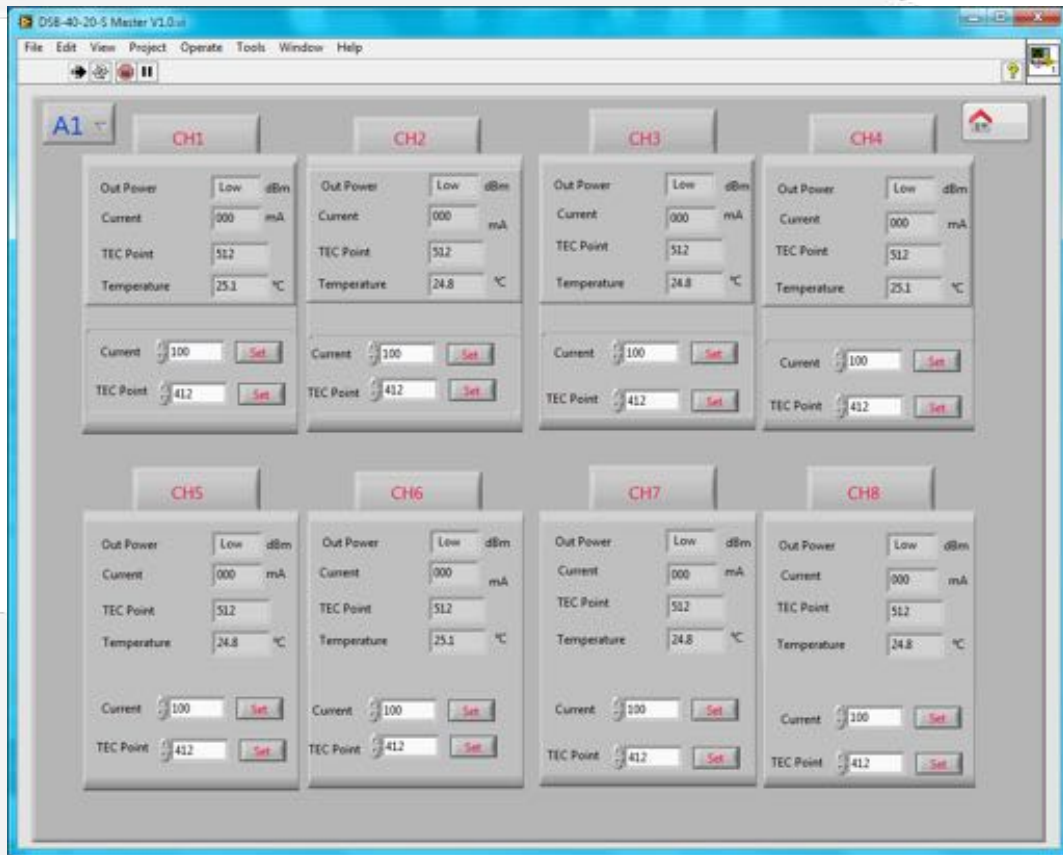 DSB-40-20-S Master V1.0.vi
File Edit View Project Operate Tools Window Help
A1
CH1 CH2 CH3 CH4
Out Power Low dBm Out Power Low dBm Out Power Low dBm Out Power Low dBm
Current 000 mA Current 000 mA Current 000 mA Current 000 mA
TEC Point 512 TEC Point 512 TEC Point 512 TEC Point 512
Temperature 25.1 °C Temperature 24.8 °C Temperature 24.8 °C Temperature 25.1 °C
Current 100 Set Current 100 Set Current 100 Set Current 100 Set
TEC Point 412 Set TEC Point 412 Set TEC Point 412 Set TEC Point 412 Set
CH5 CH6 CH7 CH8
Out Power Low dBm Out Power Low dBm Out Power Low dBm Out Power Low dBm
Current 000 mA Current 000 mA Current 000 mA Current 000 mA
TEC Point 512 TEC Point 512 TEC Point 512 TEC Point 512
Temperature 24.8 °C Temperature 25.1 °C Temperature 24.8 °C Temperature 24.8 °C
Current 100 Set Current 100 Set Current 100 Set Current 100 Set
TEC Point 412 Set TEC Point 412 Set TEC Point 412 Set TEC Point 412 Set